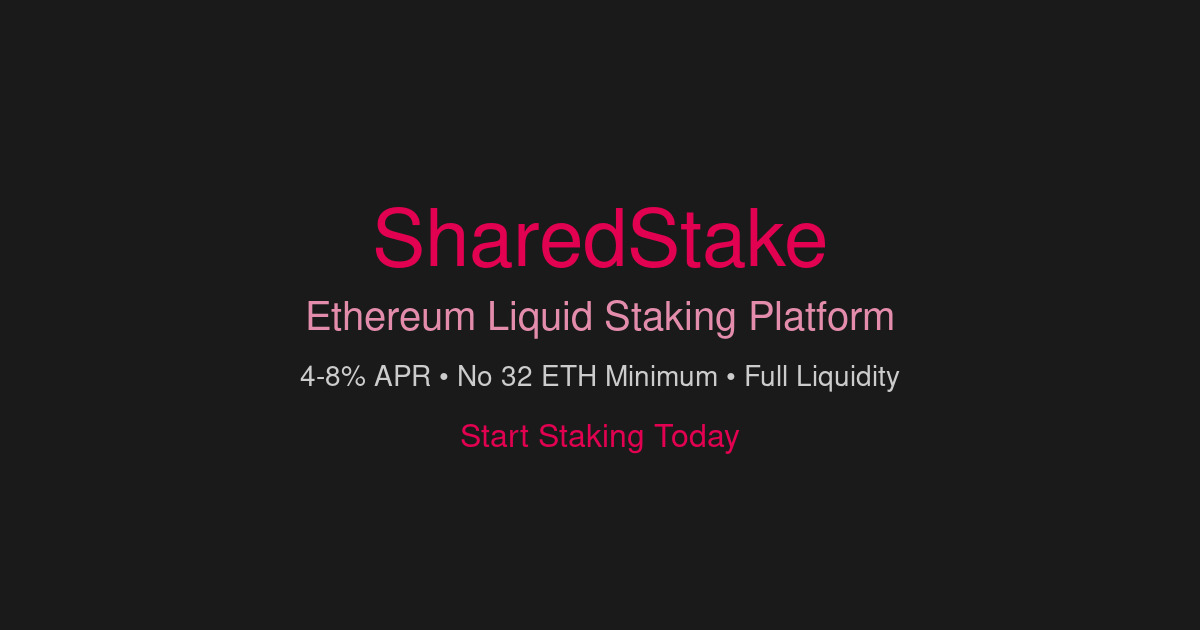 SharedStake
Ethereum Liquid Staking Platform
4-8% APR • No 32 ETH Minimum • Full Liquidity
Start Staking Today